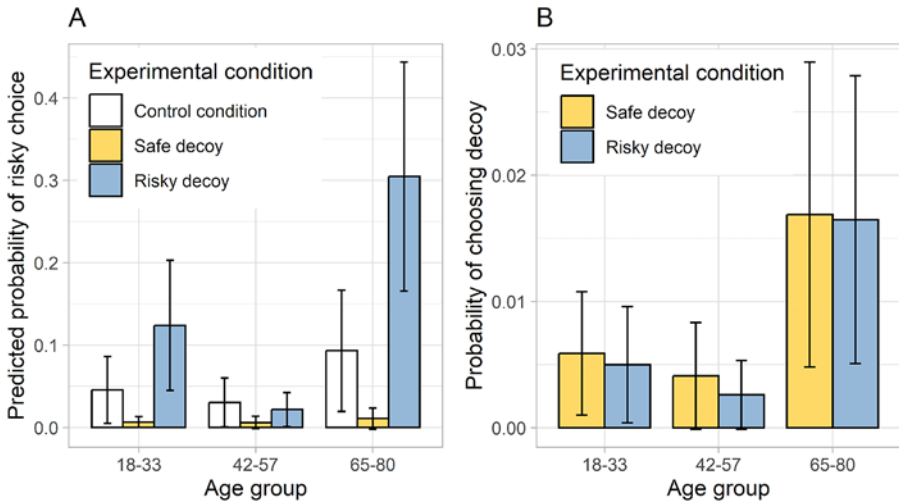 A
Predicted probability of risky choice
0.4
0.3
0.2
0.1
0.0
Experimental condition
Control condition
Safe decoy
Risky decoy
18-33
42-57
65-80
Age group
B
Probability of choosing decoy
0.03
0.02
0.01
0.00
Experimental condition
Safe decoy
Risky decoy
18-33
42-57
65-80
Age group